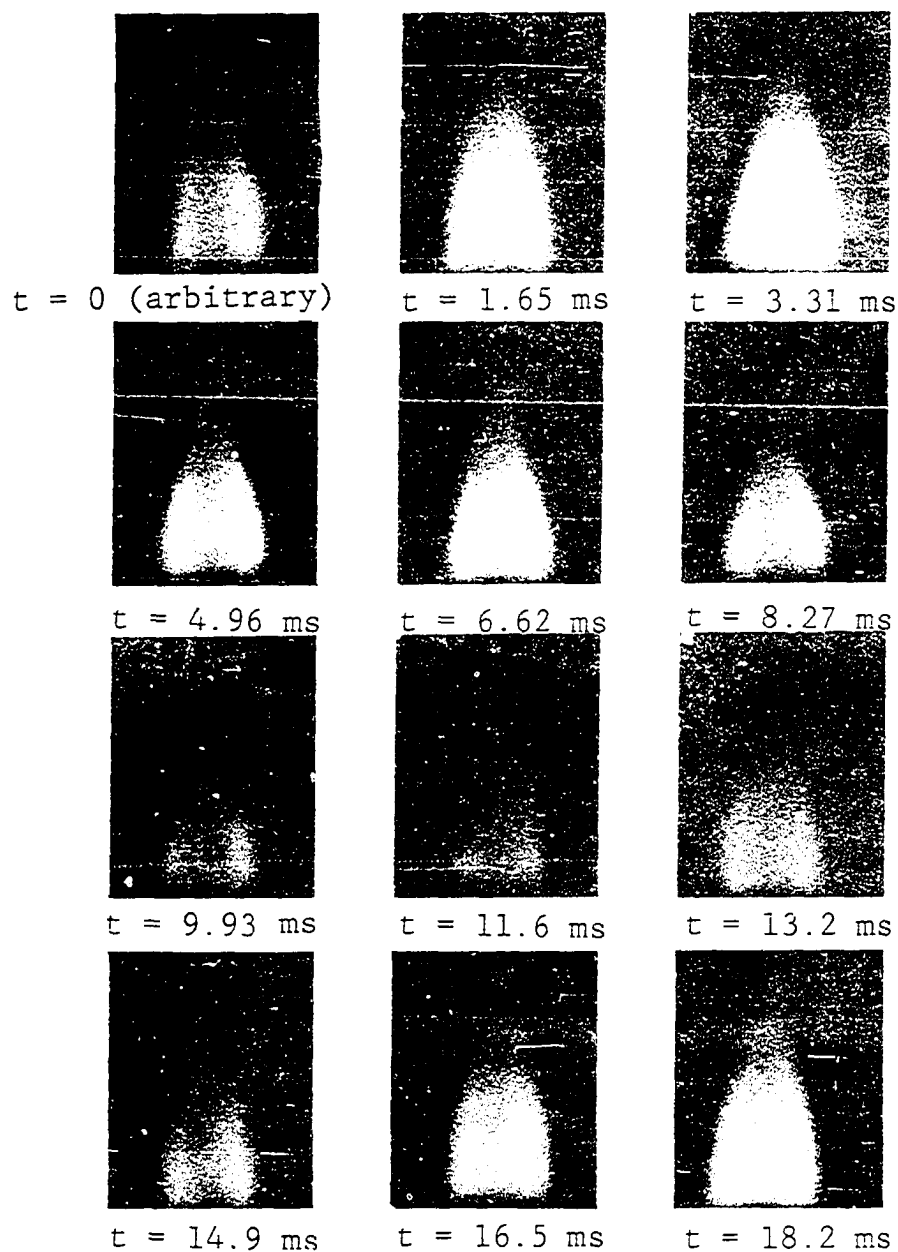 t = 0 (arbitrary)
t = 1.65 ms
t = 3.31 ms
t = 4.96 ms
t = 6.62 ms
t = 8.27 ms
t = 9.93 ms
t = 11.6 ms
t = 13.2 ms
t = 14.9 ms
t = 16.5 ms
t = 18.2 ms